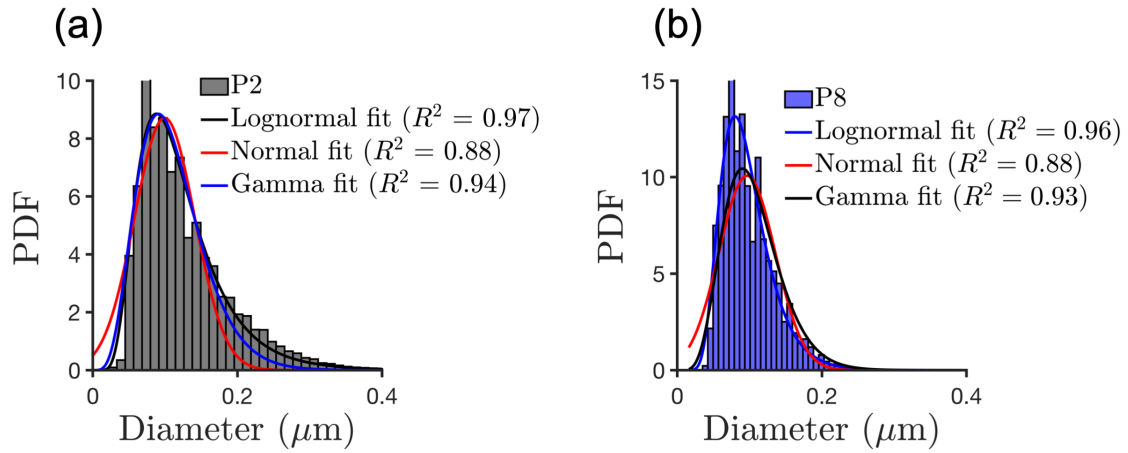 (a)
10
8
6
4
2
0
PDF
P2
Lognormal fit (R² = 0.97)
Normal fit (R² = 0.88)
Gamma fit (R² = 0.94)
0 0.2 0.4
Diameter (μm)
(b)
15
10
5
0
PDF
P8
Lognormal fit (R² = 0.96)
Normal fit (R² = 0.88)
Gamma fit (R² = 0.93)
0 0.2 0.4
Diameter (μm)